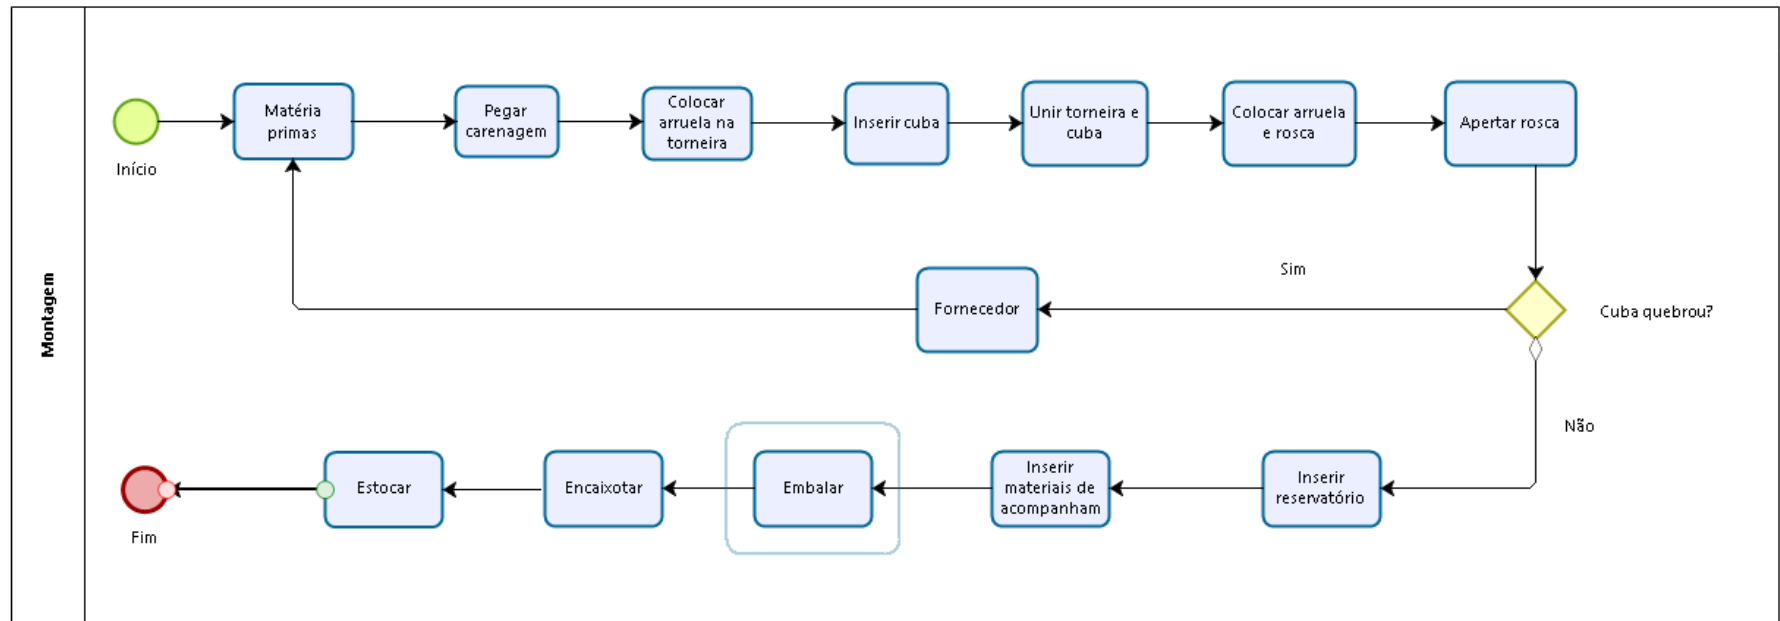 Montagem
Início
Matéria
primas
Pegar
carenagem
Colocar
arruela na
torneira
Inserir cuba
Unir torneira e
cuba
Colocar arruela
e rosca
Apertar rosca
Cuba quebrou?
Sim
Fornecedor
Não
Inserir
reservatório
Inserir
materiais de
acompanham
Embalar
Encaixotar
Estocar
Fim